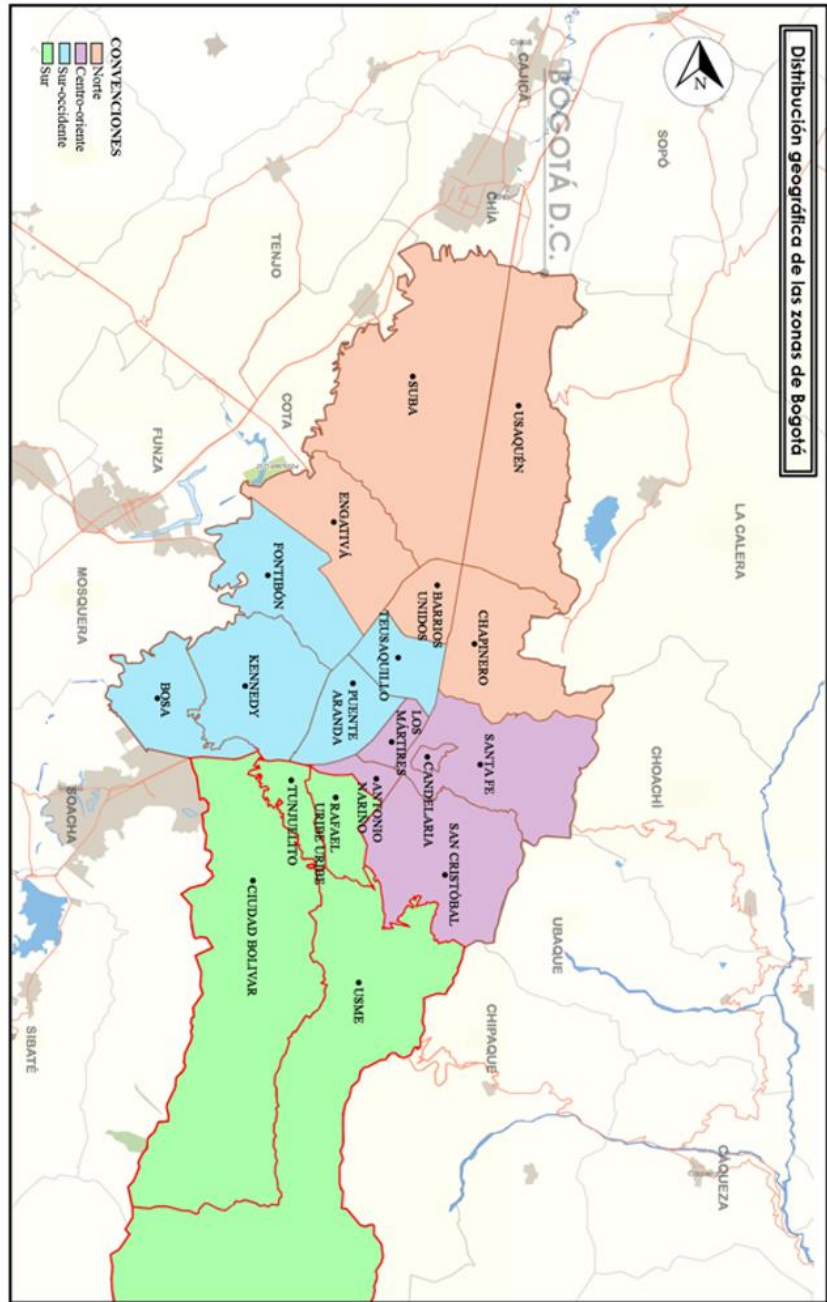 Distribución geográfica de las zonas de Bogotá
N
BOGOTÁ D.C.
CAJICÁ
SOPÓ
CHÍA
TENJO
COTA
FUNZA
MOSQUERA
SOACHA
SIBATÉ
LA CALERA
CHOACHÍ
UBAQUE
CHIPAQUE
CÁQUEZA
USAQUÉN
SUBA
ENGATIVÁ
BARRIOS
UNIDOS
CHAPINERO
FONTIBÓN
TEUSAQUILLO
PUENTE
ARANDA
KENNEDY
BOSA
LOS
MÁRTIRES
SANTA FE
CANDELARIA
ANTONIO
NARIÑO
SAN CRISTÓBAL
RAFAEL
URIBE URIBE
TUNJUELITO
CIUDAD BOLIVAR
USME
CONVENCIONES
Norte
Centro-oriente
Sur-occidente
Sur